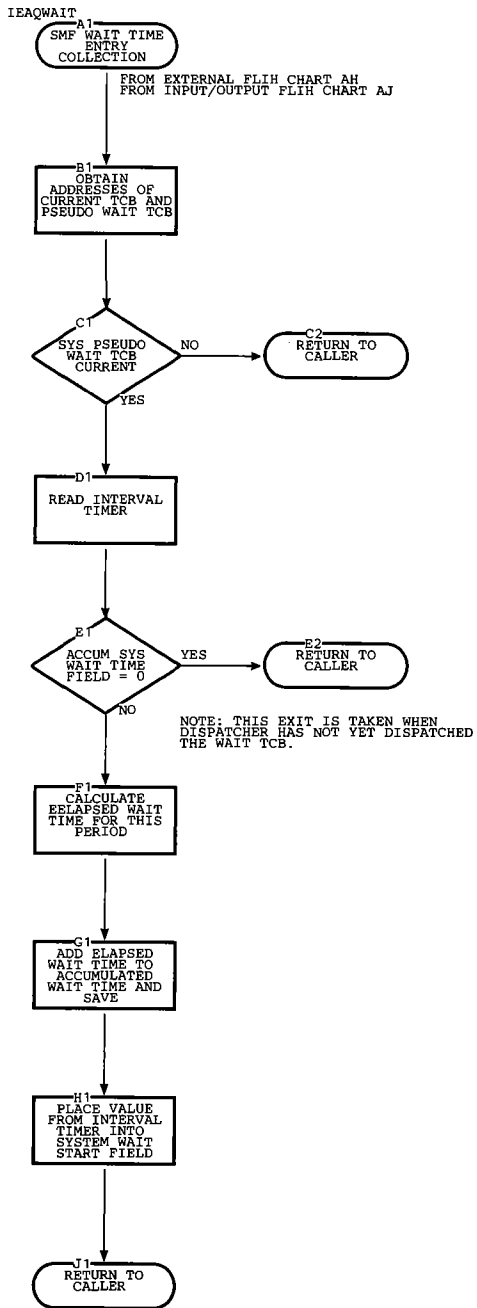 IEAQWAIT
A1
SMF WAIT TIME
ENTRY
COLLECTION
FROM EXTERNAL FLIH CHART AH
FROM INPUT/OUTPUT FLIH CHART AJ
B1
OBTAIN
ADDRESSES OF
CURRENT TCB AND
PSEUDO WAIT TCB
C1
SYS PSEUDO
WAIT TCB
CURRENT
NO
C2
RETURN TO
CALLER
YES
D1
READ INTERVAL
TIMER
E1
ACCUM SYS
WAIT TIME
FIELD = 0
YES
E2
RETURN TO
CALLER
NO
NOTE: THIS EXIT IS TAKEN WHEN
DISPATCHER HAS NOT YET DISPATCHED
THE WAIT TCB.
F1
CALCULATE
EELAPSED WAIT
TIME FOR THIS
PERIOD
G1
ADD ELAPSED
WAIT TIME TO
ACCUMULATED
WAIT TIME AND
SAVE
H1
PLACE VALUE
FROM INTERVAL
TIMER INTO
SYSTEM WAIT
START FIELD
J1
RETURN TO
CALLER